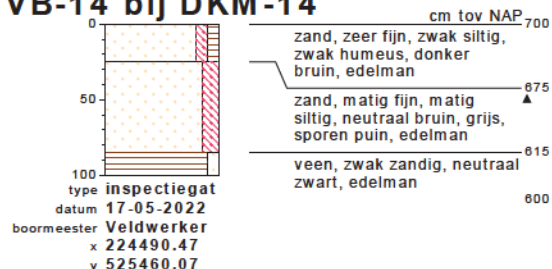 VB-14 bij DKM-14
cm tov NAP
0
700
zand, zeer fijn, zwak siltig,
zwak humeus, donker
bruin, edelman
675
50
zand, matig fijn, matig
siltig, neutraal bruin, grijs,
sporen puin, edelman
615
veen, zwak zandig, neutraal
zwart, edelman
100
600
type inspectiegat
datum 17-05-2022
boormeester Veldwerker
x 224490.47
y 525460.07